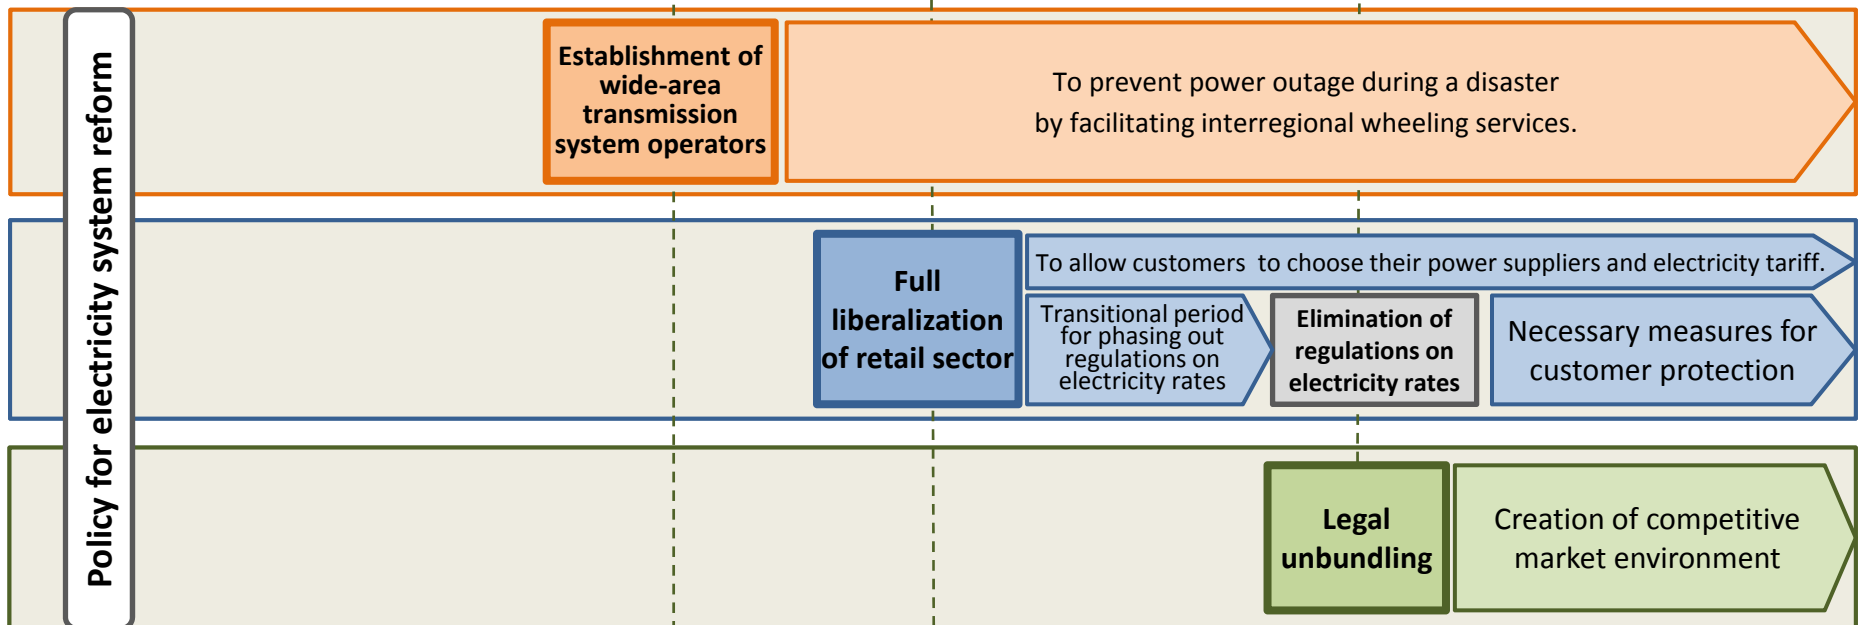 Policy for electricity system reform
Establishment of
wide-area
transmission
system operators
To prevent power outage during a disaster
by facilitating interregional wheeling services.
Full
liberalization
of retail sector
To allow customers to choose their power suppliers and electricity tariff.
Transitional period
for phasing out
regulations on
electricity rates
Elimination of
regulations on
electricity rates
Necessary measures for
customer protection
Legal
unbundling
Creation of competitive
market environment